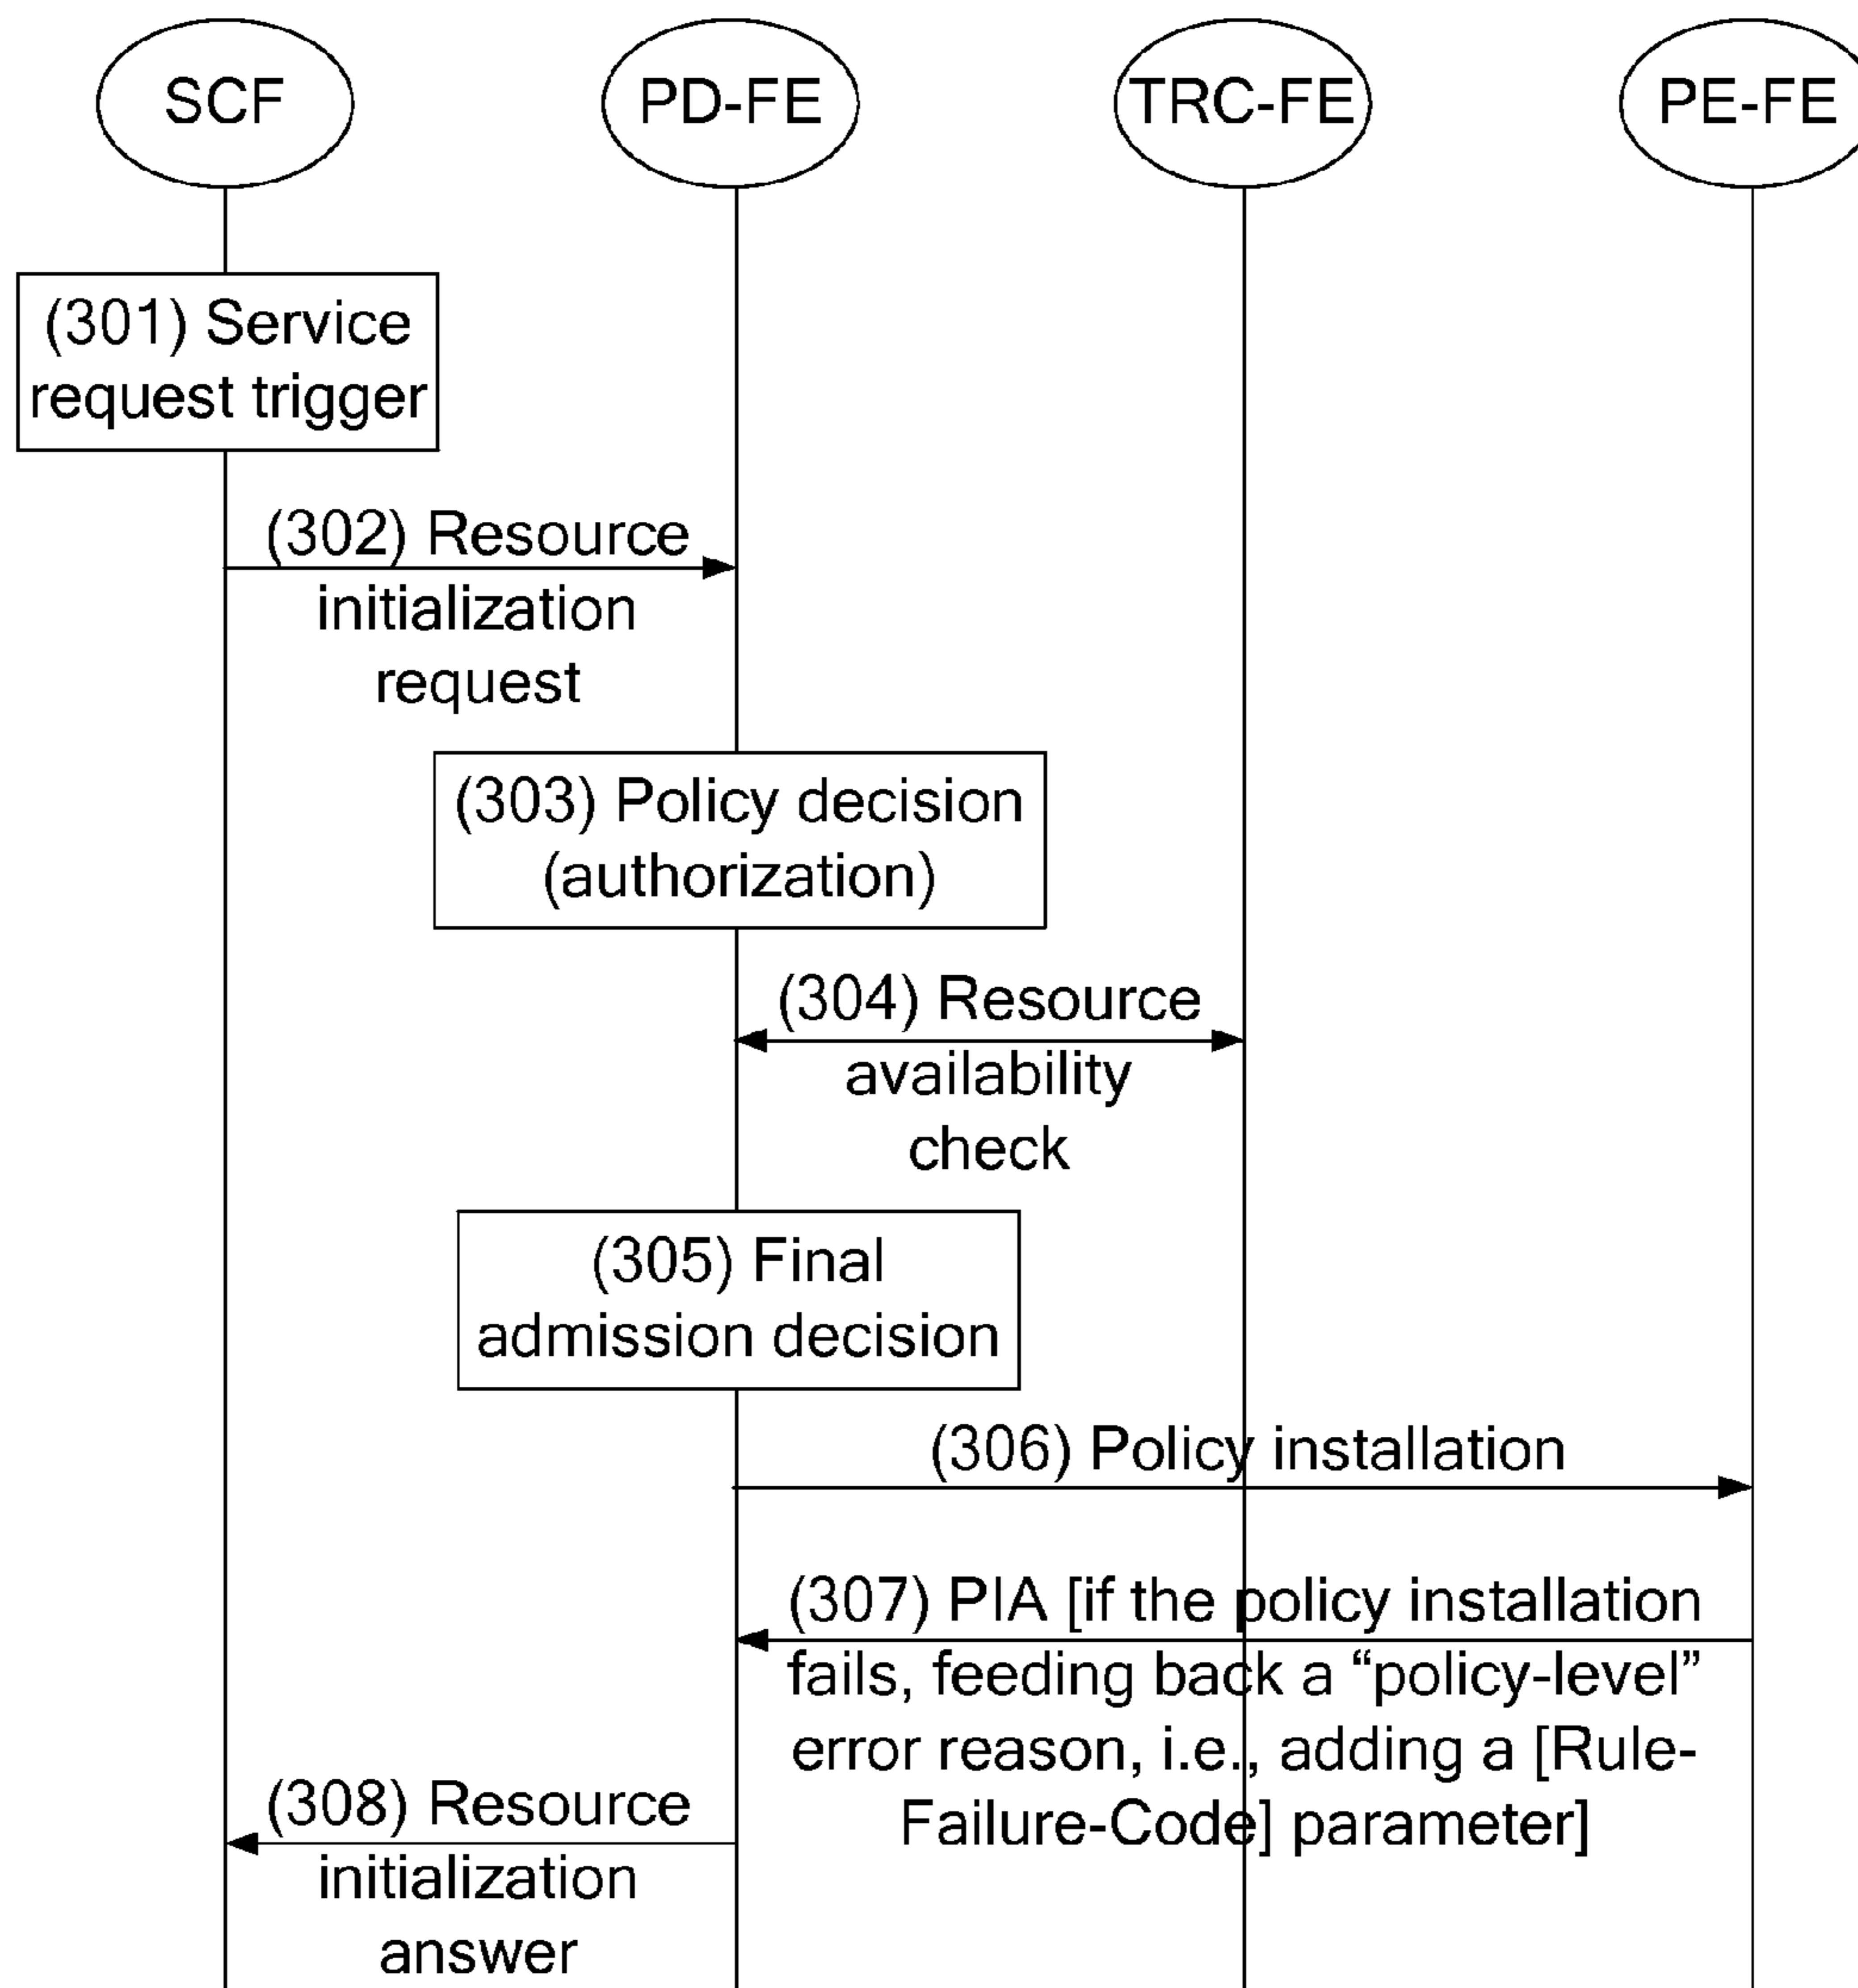 SCF
PD-FE
TRC-FE
PE-FE
(301) Service
request trigger
(302) Resource
initialization
request
(303) Policy decision
(authorization)
(304) Resource
availability
check
(305) Final
admission decision
(306) Policy installation
(307) PIA [if the policy installation
fails, feeding back a “policy-level”
error reason, i.e., adding a [Rule-
Failure-Code] parameter]
(308) Resource
initialization
answer